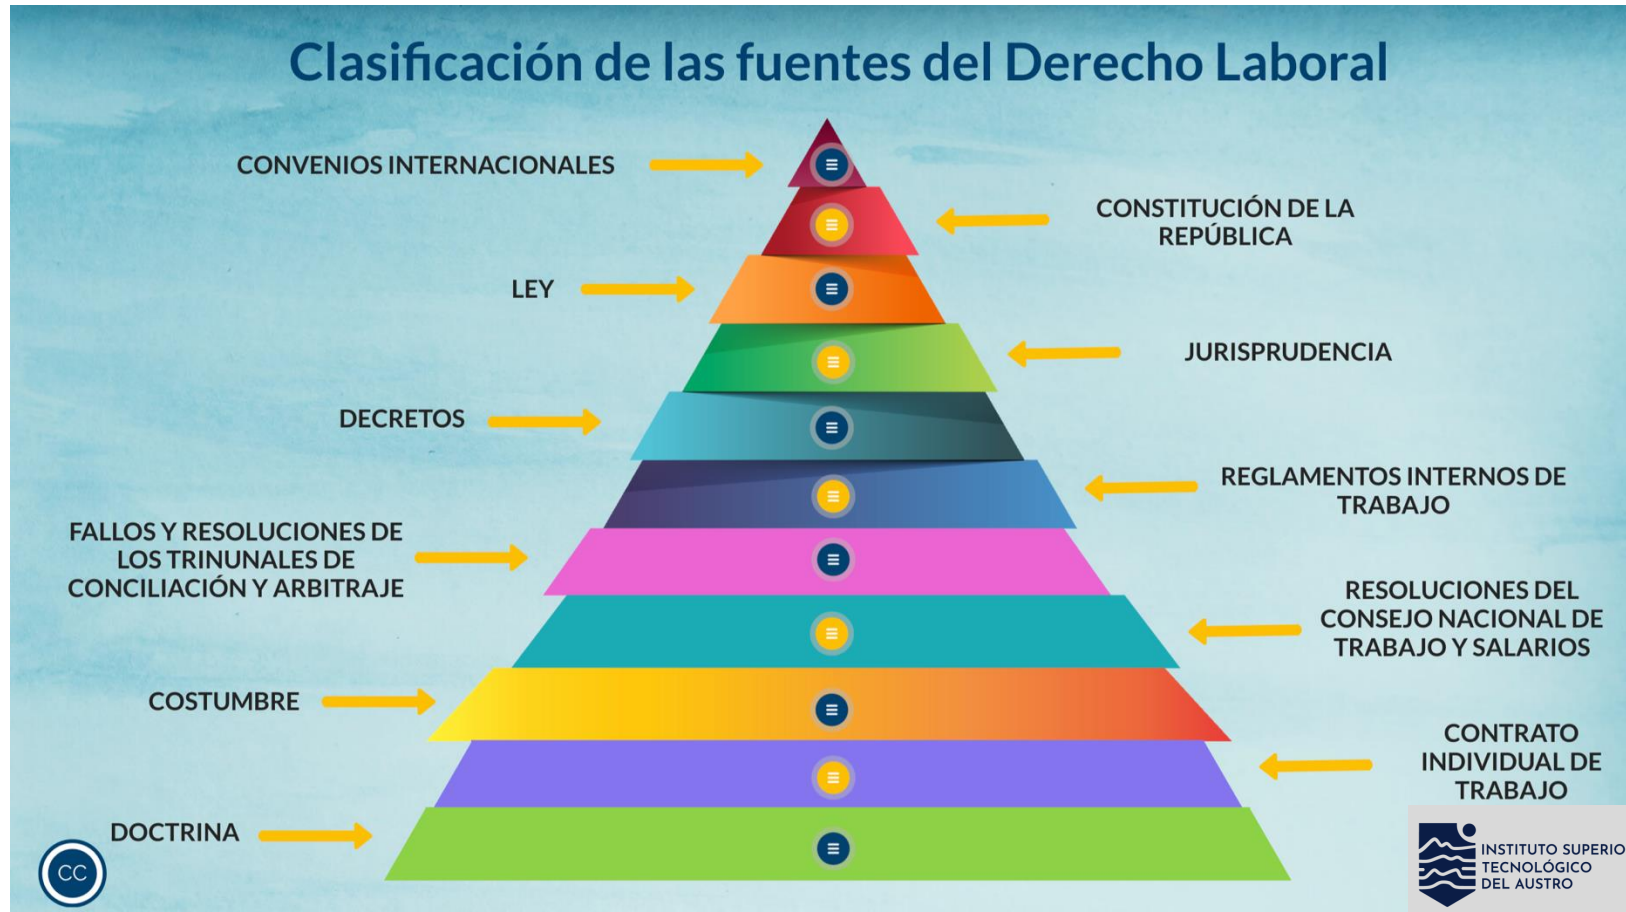 Clasificación de las fuentes del Derecho Laboral
CONVENIOS INTERNACIONALES
CONSTITUCIÓN DE LA
REPÚBLICA
LEY
JURISPRUDENCIA
DECRETOS
REGLAMENTOS INTERNOS DE
TRABAJO
FALLOS Y RESOLUCIONES DE
LOS TRINUNALES DE
CONCILIACIÓN Y ARBITRAJE
RESOLUCIONES DEL
CONSEJO NACIONAL DE
TRABAJO Y SALARIOS
COSTUMBRE
CONTRATO
INDIVIDUAL DE
TRABAJO
DOCTRINA
CC
INSTITUTO SUPERIO
TECNOLÓGICO
DEL AUSTRO